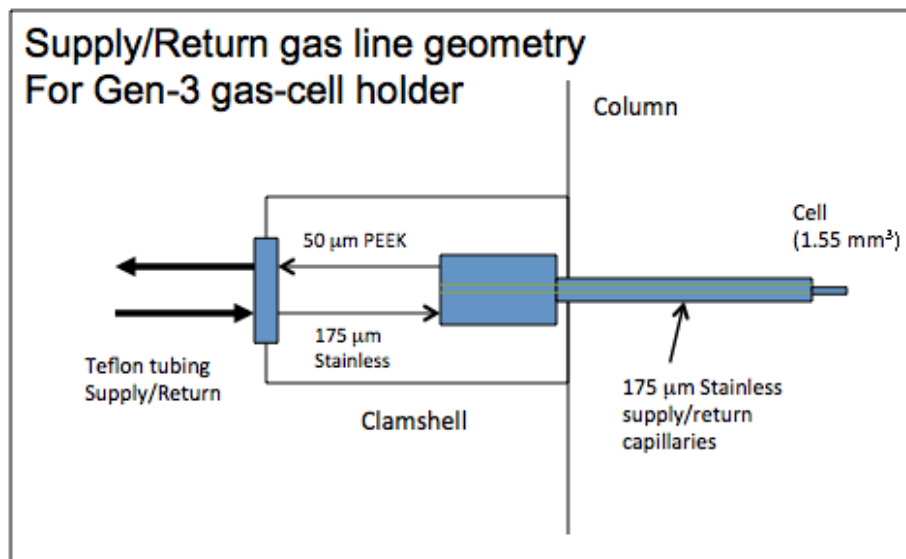 Supply/Return gas line geometry
For Gen-3 gas-cell holder
Column
Cell
(1.55 mm³)
50 μm PEEK
175 μm
Stainless
Teflon tubing
Supply/Return
Clamshell
175 μm Stainless
supply/return
capillaries